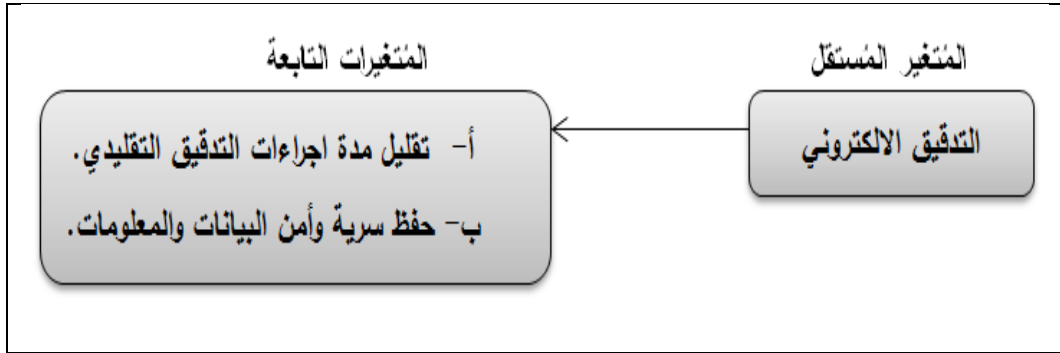 المُتغير المُستقل
التدقيق الالكتروني
المُتغيرات التابعة
أ- تقليل مدة اجراءات التدقيق التقليدي.
ب- حفظ سرية وأمن البيانات والمعلومات.